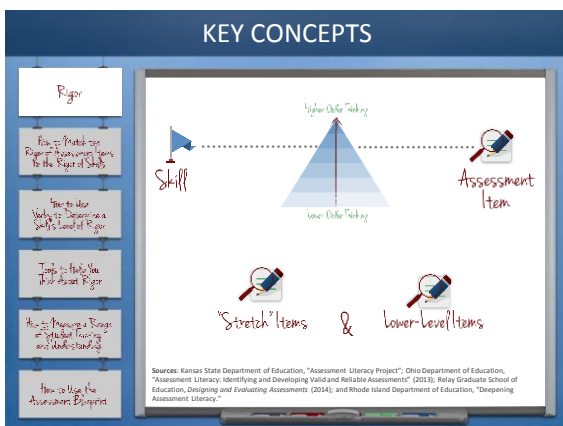 KEY CONCEPTS
Rigor
How to Match the
Rigor of Assessment Items
to the Rigor of Skills
How to Use
Verbs to Determine a
Skill's Level of Rigor
Tools to Help You
Think About Rigor
How to Measure a Range
of Student Thinking
and Understanding
How to Use the
Assessment Blueprint
Higher-Order Thinking
Skill
Assessment
Item
Lower-Order Thinking
"Stretch" Items
&
Lower-Level Items
Sources: Kansas State Department of Education, "Assessment Literacy Project"; Ohio Department of Education,
"Assessment Literacy: Identifying and Developing Valid and Reliable Assessments" (2013); Relay Graduate School of
Education, Designing and Evaluating Assessments (2014); and Rhode Island Department of Education, "Deepening
Assessment Literacy."